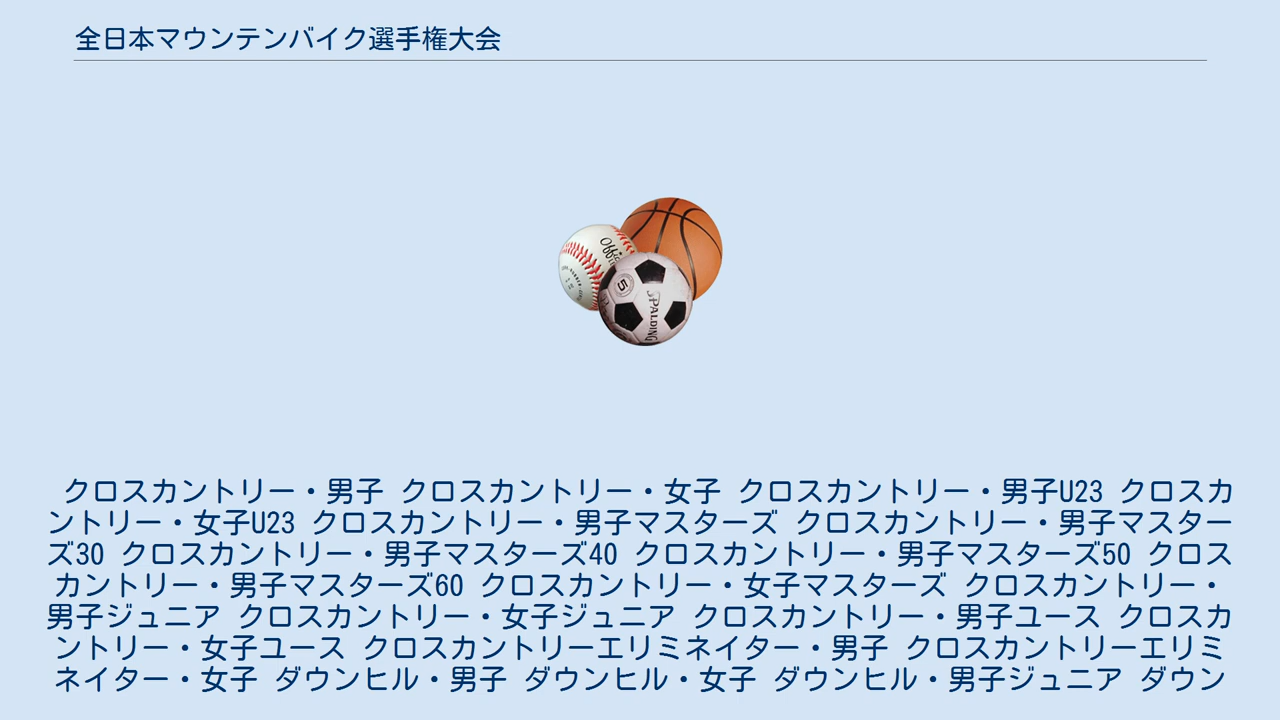 全日本マウンテンバイク選手権大会
Offi
5
SPALDING
クロスカントリー・男子 クロスカントリー・女子 クロスカントリー・男子U23 クロスカ
ントリー・女子U23 クロスカントリー・男子マスターズ クロスカントリー・男子マスター
ズ30 クロスカントリー・男子マスターズ40 クロスカントリー・男子マスターズ50 クロス
カントリー・男子マスターズ60 クロスカントリー・女子マスターズ クロスカントリー・
男子ジュニア クロスカントリー・女子ジュニア クロスカントリー・男子ユース クロスカ
ントリー・女子ユース クロスカントリーエリミネイター・男子 クロスカントリーエリミ
ネイター・女子 ダウンヒル・男子 ダウンヒル・女子 ダウンヒル・男子ジュニア ダウン